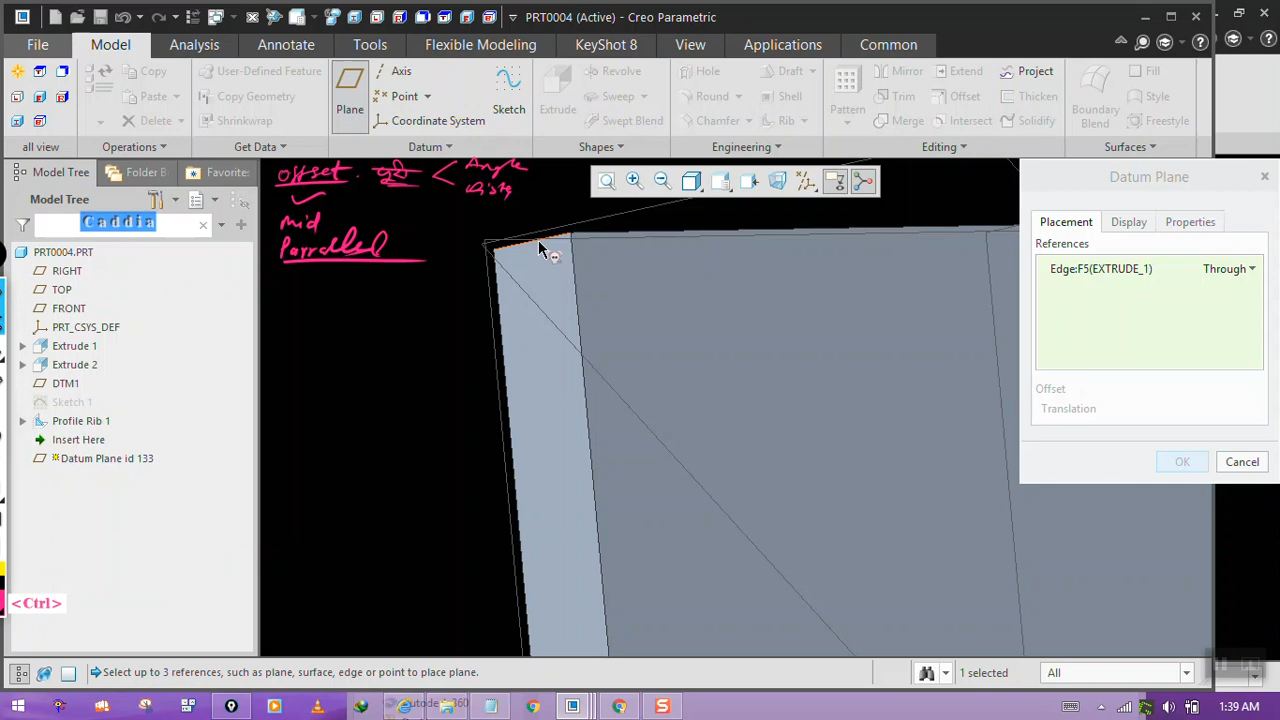 PRT0004 (Active) - Creo Parametric
File Model Analysis Annotate Tools Flexible Modeling KeyShot 8 View Applications Common
Copy User-Defined Feature Axis Revolve Hole Draft Mirror Extend Project Fill
Paste Copy Geometry Plane Point Sketch Extrude Sweep Round Shell Pattern Trim Offset Thicken Boundary Blend Style
Delete Shrinkwrap Coordinate System Swept Blend Chamfer Rib Merge Intersect Solidify Freestyle
all view Operations Get Data Datum Shapes Engineering Editing Surfaces
Model Tree Folder B Favorites
Model Tree
Caddia
PRT0004.PRT
RIGHT
TOP
FRONT
PRT_CSYS_DEF
Extrude 1
Extrude 2
DTM1
Sketch 1
Profile Rib 1
Insert Here
Datum Plane id 133
<Ctrl>
offset. < Angle
mid
Parralled
Datum Plane
Placement Display Properties
References
Edge:F5(EXTRUDE_1) Through
Offset
Translation
OK Cancel
Select up to 3 references, such as plane, surface, edge or point to place plane.
1 selected All
1:39 AM